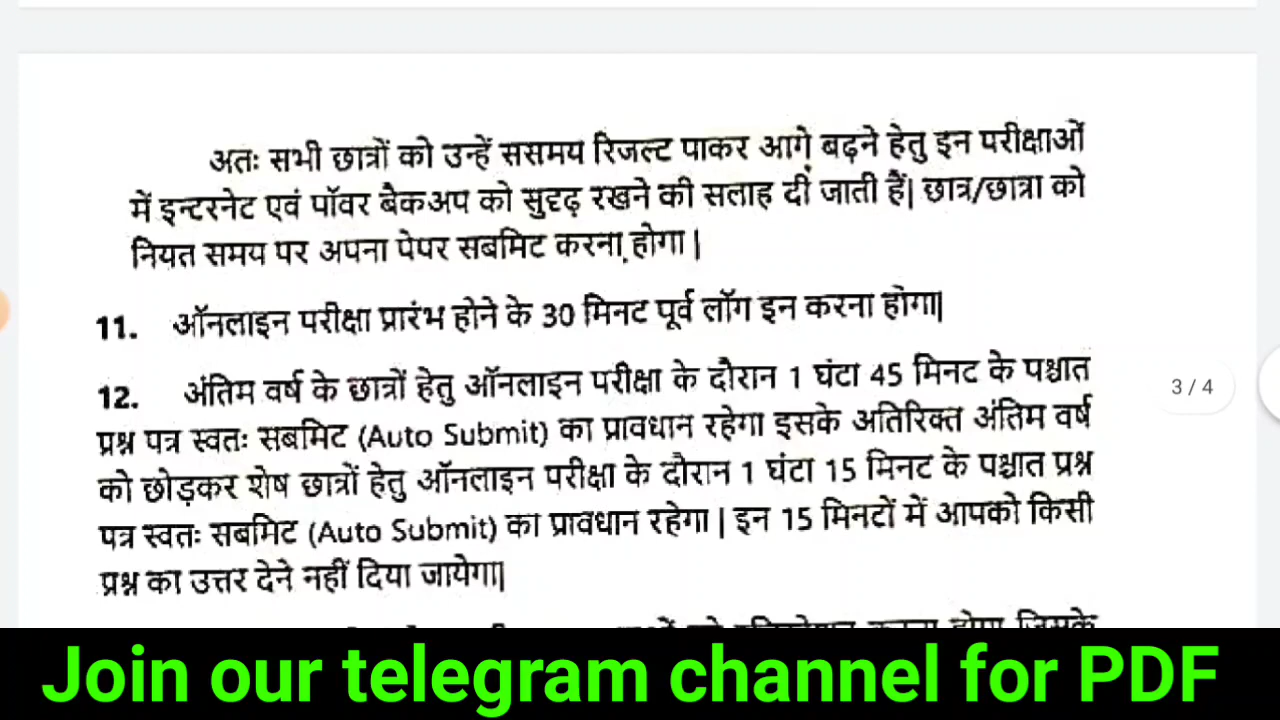 अतः सभी छात्रों को उन्हें ससमय रिजल्ट पाकर आगे बढ़ने हेतु इन परीक्षाओं
में इन्टरनेट एवं पॉवर बैकअप को सुदृढ़ रखने की सलाह दी जाती हैं| छात्र/छात्रा को
नियत समय पर अपना पेपर सबमिट करना होगा |
11. ऑनलाइन परीक्षा प्रारंभ होने के 30 मिनट पूर्व लॉग इन करना होगा|
12. अंतिम वर्ष के छात्रों हेतु ऑनलाइन परीक्षा के दौरान 1 घंटा 45 मिनट के पश्चात
3 / 4
प्रश्न पत्र स्वतः सबमिट (Auto Submit) का प्रावधान रहेगा इसके अतिरिक्त अंतिम वर्ष
को छोड़कर शेष छात्रों हेतु ऑनलाइन परीक्षा के दौरान 1 घंटा 15 मिनट के पश्चात प्रश्न
पत्र स्वतः सबमिट (Auto Submit) का प्रावधान रहेगा | इन 15 मिनटों में आपको किसी
प्रश्न का उत्तर देने नहीं दिया जायेगा|
करना होगा जिसके
Join our telegram channel for PDF